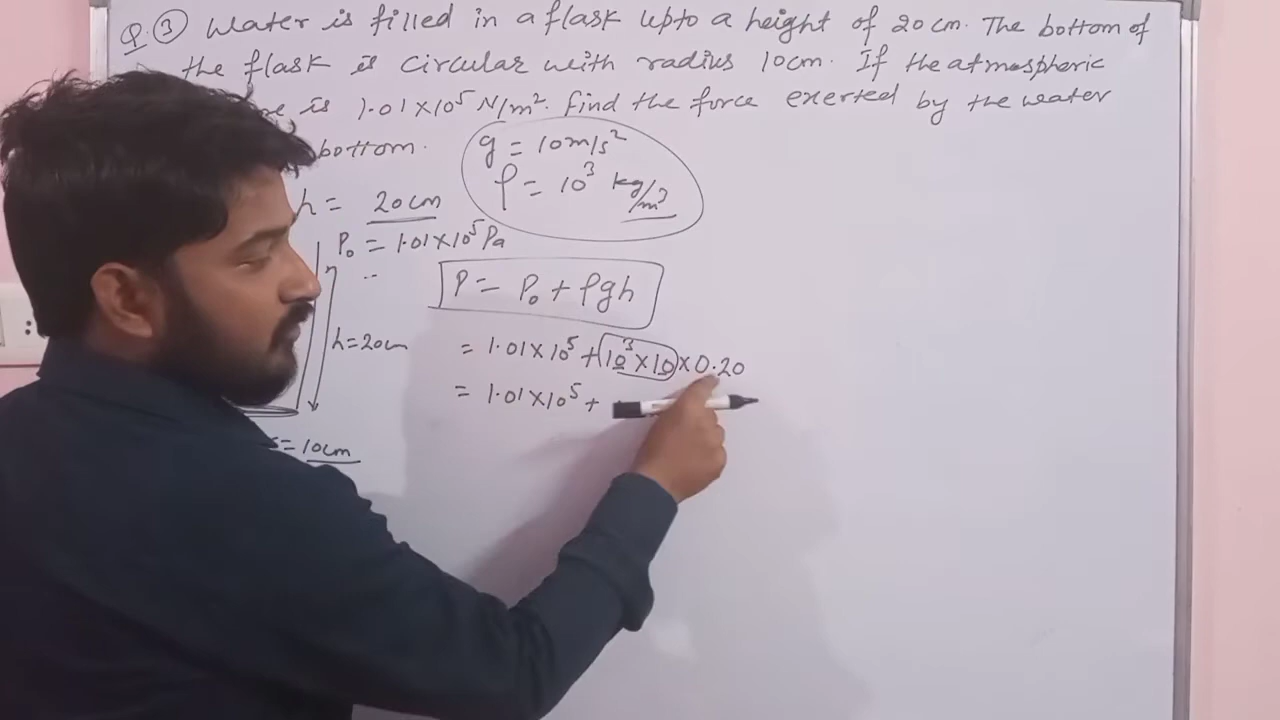 Q.③ Water is filled in a flask upto a height of 20 cm. The bottom of
the flask is circular with radius 10cm. If the atmospheric
is 1.01×10⁵ N/m². find the force exerted by the water
bottom.
g = 10m/s²
ρ = 10³ kg/m³
h = 20cm
P₀ = 1.01×10⁵ Pa
P = P₀ + ρgh
h=20cm
= 1.01×10⁵ + (10³×10)×0.20
= 1.01×10⁵ +
= 10cm